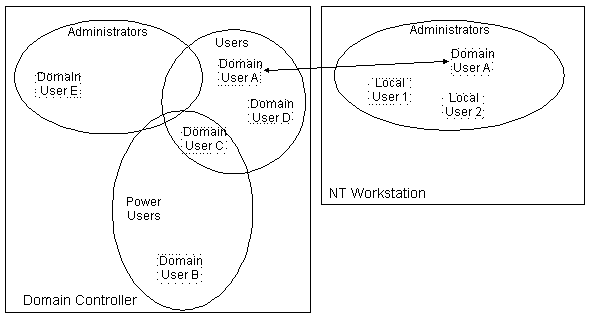 Administrators
Users
Domain
User A
Domain
User E
Domain
User D
Domain
User C
Power
Users
Domain
User B
Domain Controller
Administrators
Domain
User A
Local
User 1
Local
User 2
NT Workstation